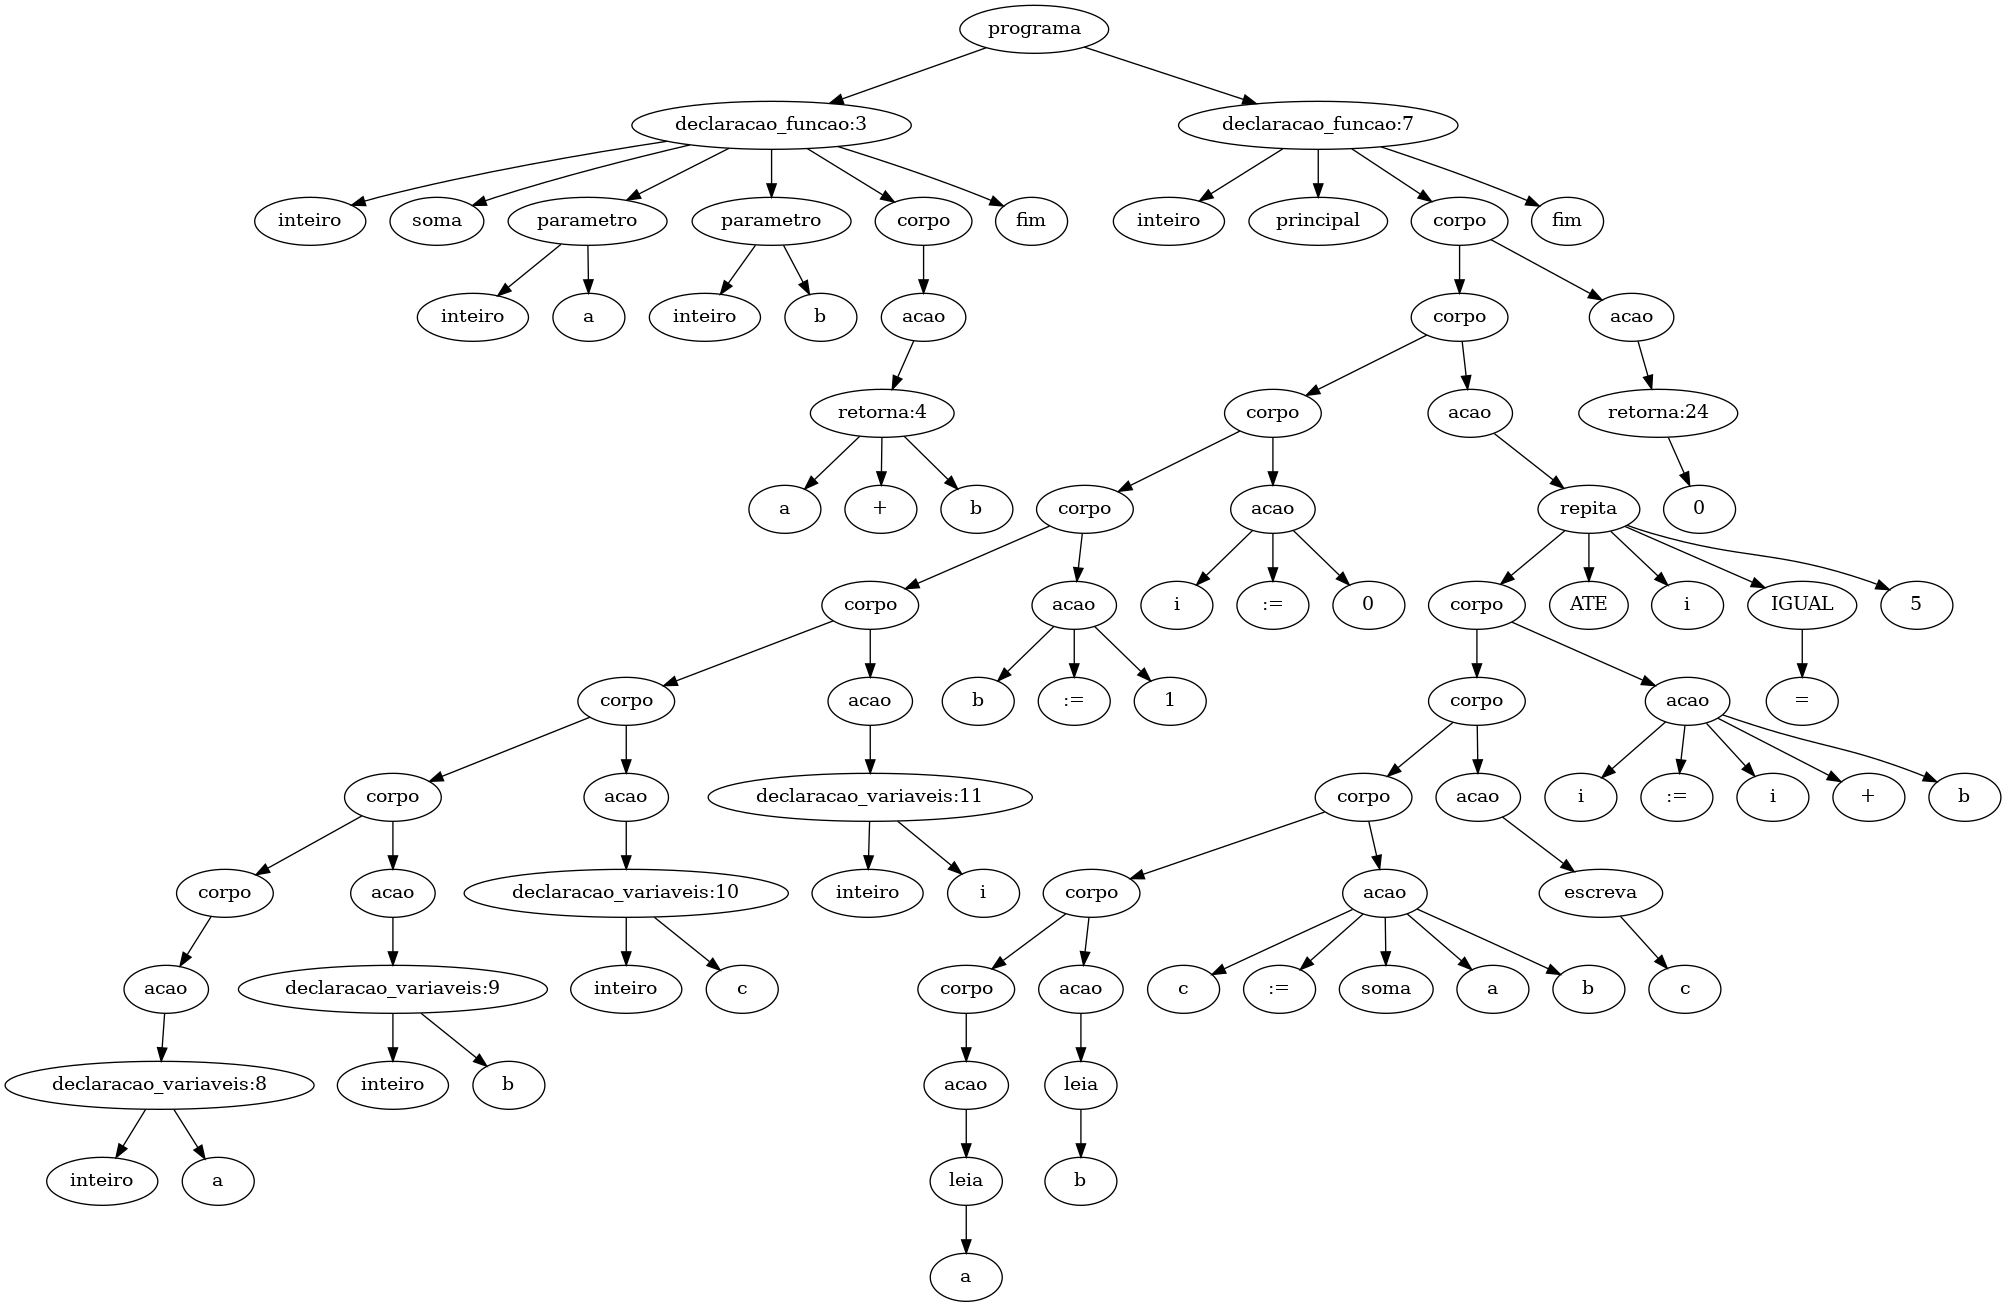 programa
declaracao_funcao:3
declaracao_funcao:7
inteiro
soma
parametro
parametro
corpo
fim
inteiro
principal
corpo
fim
inteiro
a
inteiro
b
acao
corpo
acao
retorna:4
corpo
acao
retorna:24
a
+
b
corpo
acao
repita
0
corpo
acao
i
:=
0
corpo
ATE
i
IGUAL
5
corpo
acao
b
:=
1
corpo
acao
=
corpo
acao
declaracao_variaveis:11
corpo
acao
i
:=
i
+
b
corpo
acao
declaracao_variaveis:10
inteiro
i
corpo
acao
escreva
acao
declaracao_variaveis:9
inteiro
c
corpo
acao
c
:=
soma
a
b
c
declaracao_variaveis:8
inteiro
b
acao
leia
inteiro
a
leia
b
a